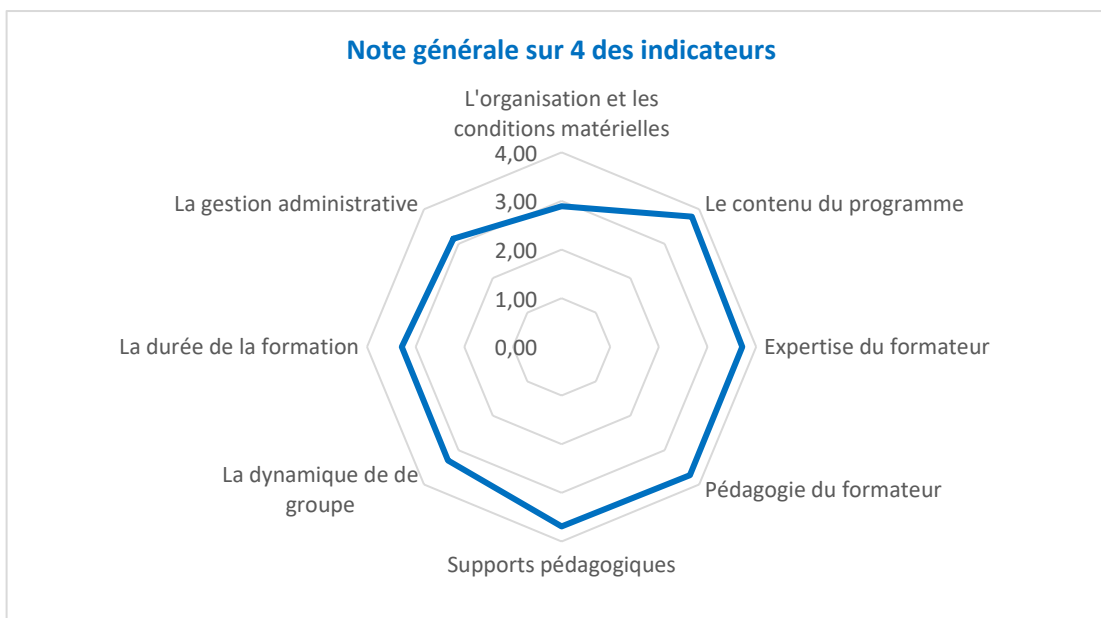 Note générale sur 4 des indicateurs
L'organisation et les
conditions matérielles
4,00
La gestion administrative
3,00
Le contenu du programme
2,00
1,00
La durée de la formation
0,00
Expertise du formateur
La dynamique de de
groupe
Pédagogie du formateur
Supports pédagogiques